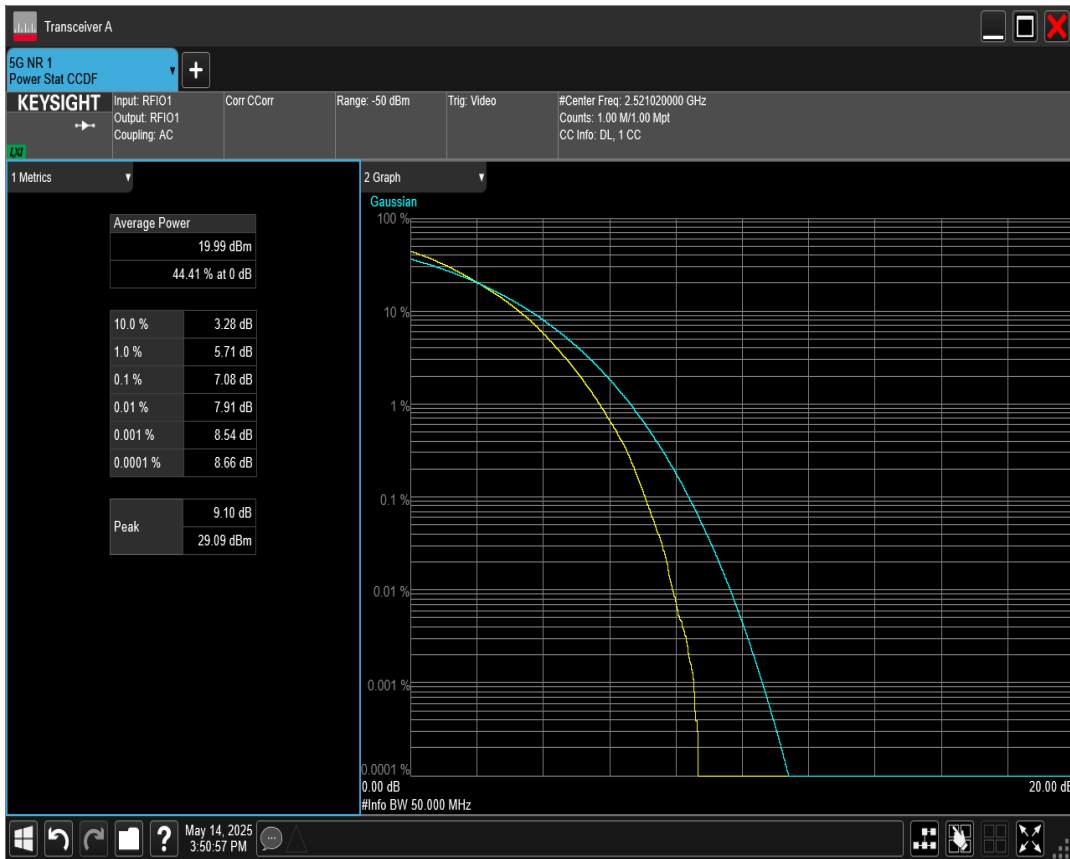 Transceiver A
5G NR 1
Power Stat CCDF
KEYSIGHT
LXI
Input: RFIO1
Output: RFIO1
Coupling: AC
Corr CCorr
Range: -50 dBm
Trig: Video
#Center Freq: 2.521020000 GHz
Counts: 1.00 M/1.00 Mpt
CC Info: DL, 1 CC
1 Metrics
Average Power
19.99 dBm
44.41 % at 0 dB
10.0 % 3.28 dB
1.0 % 5.71 dB
0.1 % 7.08 dB
0.01 % 7.91 dB
0.001 % 8.54 dB
0.0001 % 8.66 dB
Peak 9.10 dB
29.09 dBm
2 Graph
Gaussian
100 %
10 %
1 %
0.1 %
0.01 %
0.001 %
0.0001 %
0.00 dB 20.00 dB
#Info BW 50.000 MHz
May 14, 2025
3:50:57 PM